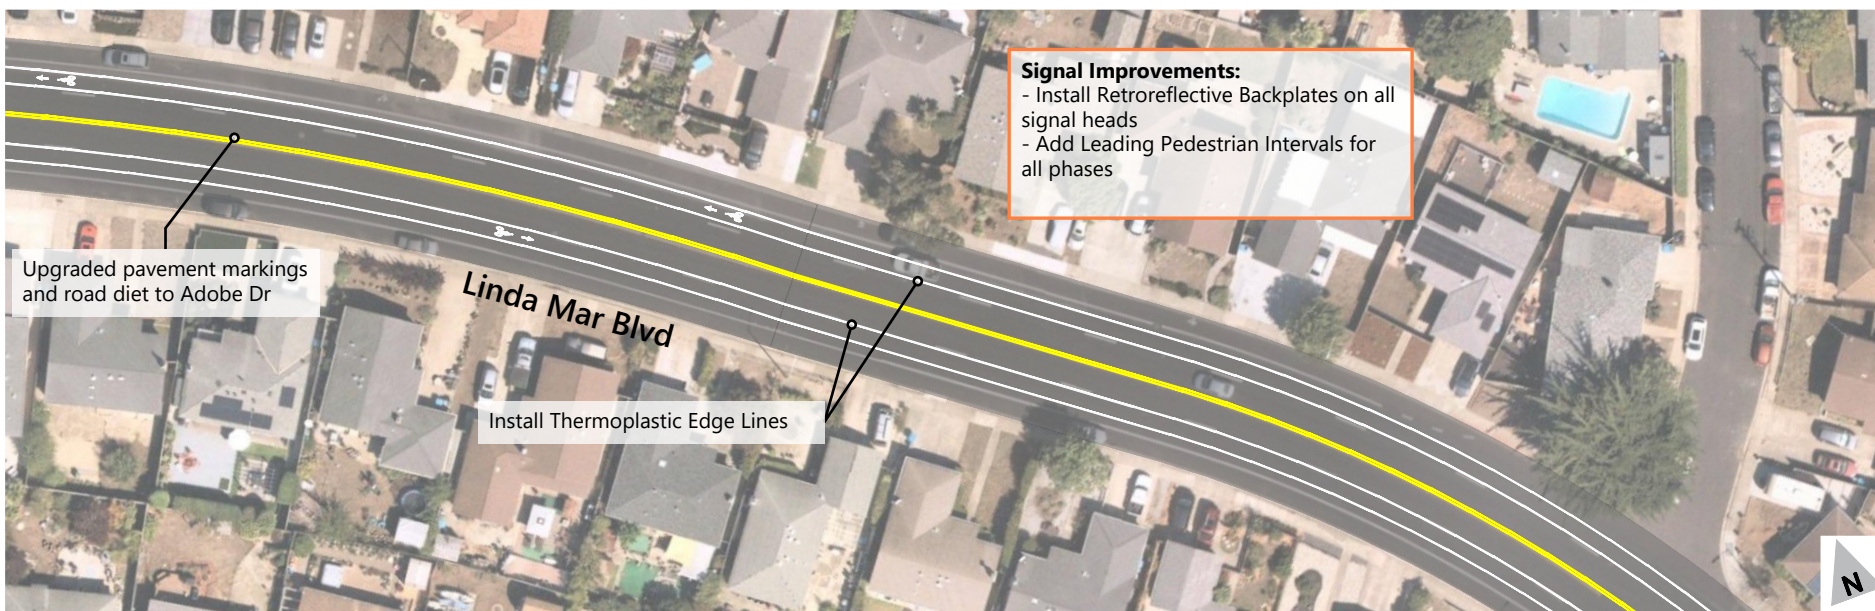 Signal Improvements:
- Install Retroreflective Backplates on all
signal heads
- Add Leading Pedestrian Intervals for
all phases
Upgraded pavement markings
and road diet to Adobe Dr
Linda Mar Blvd
Install Thermoplastic Edge Lines
N